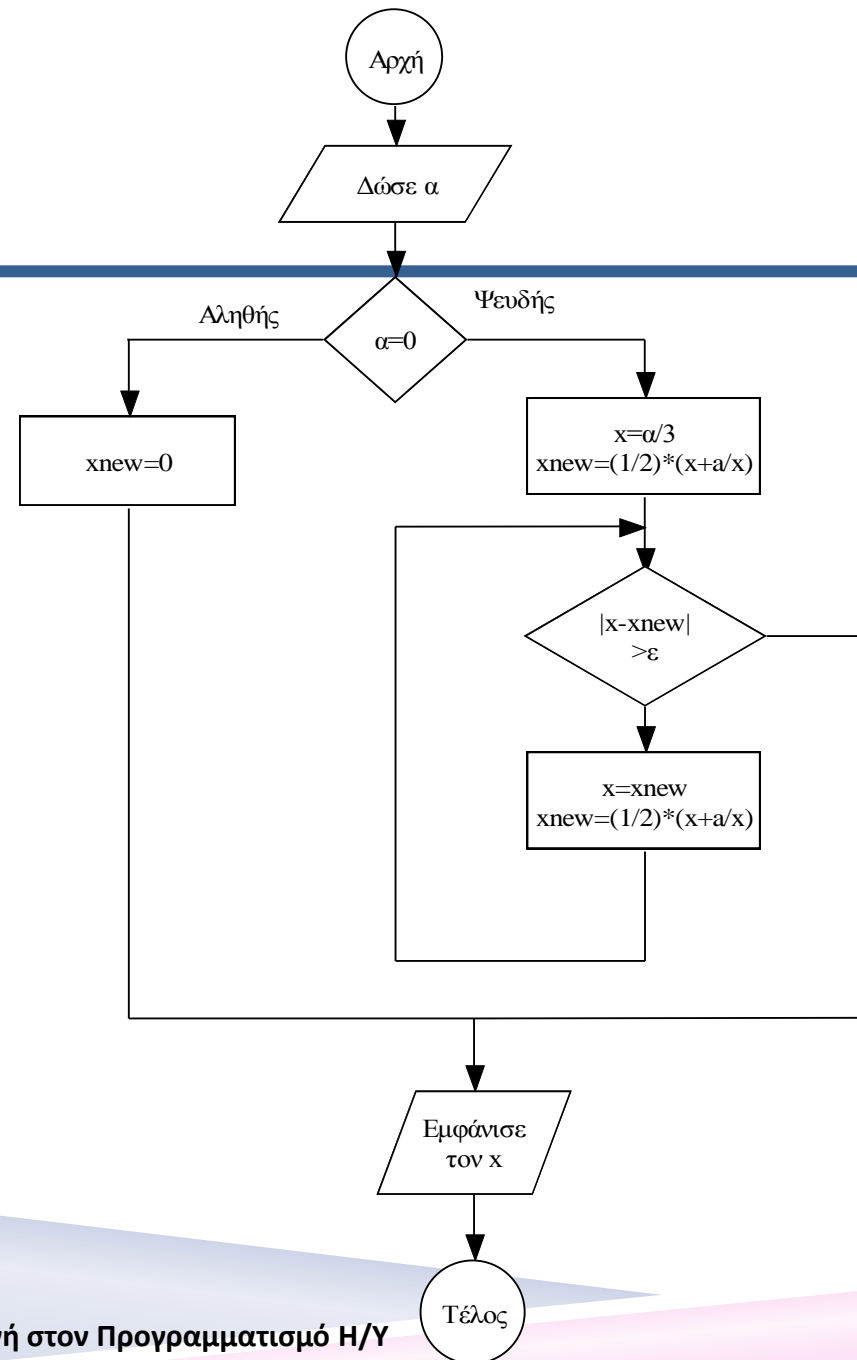 Αρχή
Δώσε α
Αληθής
Ψευδής
α=0
xnew=0
x=α/3
xnew=(1/2)*(x+a/x)
|x-xnew|
>ε
x=xnew
xnew=(1/2)*(x+a/x)
Εμφάνισε
τον x
Τέλος
στον Προγραμματισμό Η/Υ